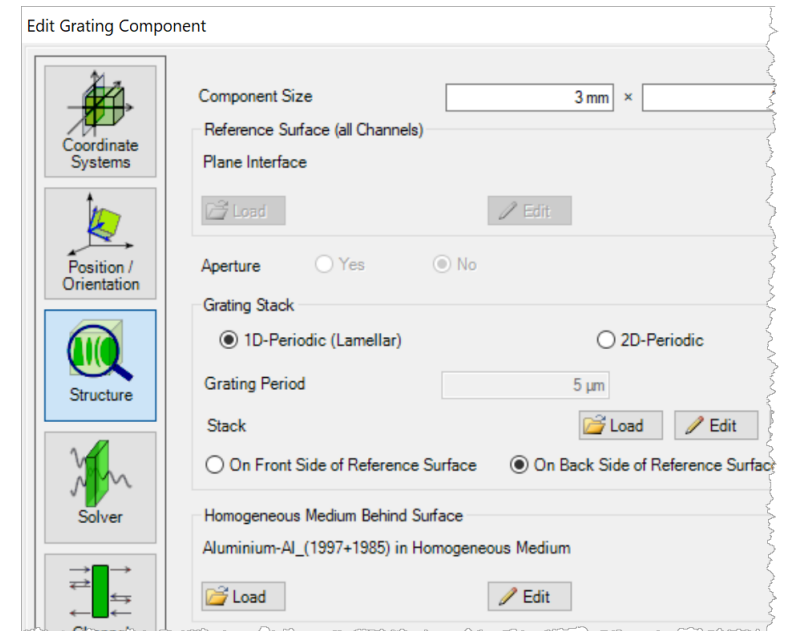 Edit Grating Component
Coordinate
Systems
Position /
Orientation
Structure
Solver
Component Size
3 mm ×
Reference Surface (all Channels)
Plane Interface
Load
Edit
Aperture
Yes
No
Grating Stack
1D-Periodic (Lamellar)
2D-Periodic
Grating Period
5 µm
Stack
Load
Edit
On Front Side of Reference Surface
On Back Side of Reference Surfac
Homogeneous Medium Behind Surface
Aluminium-Al_(1997+1985) in Homogeneous Medium
Load
Edit